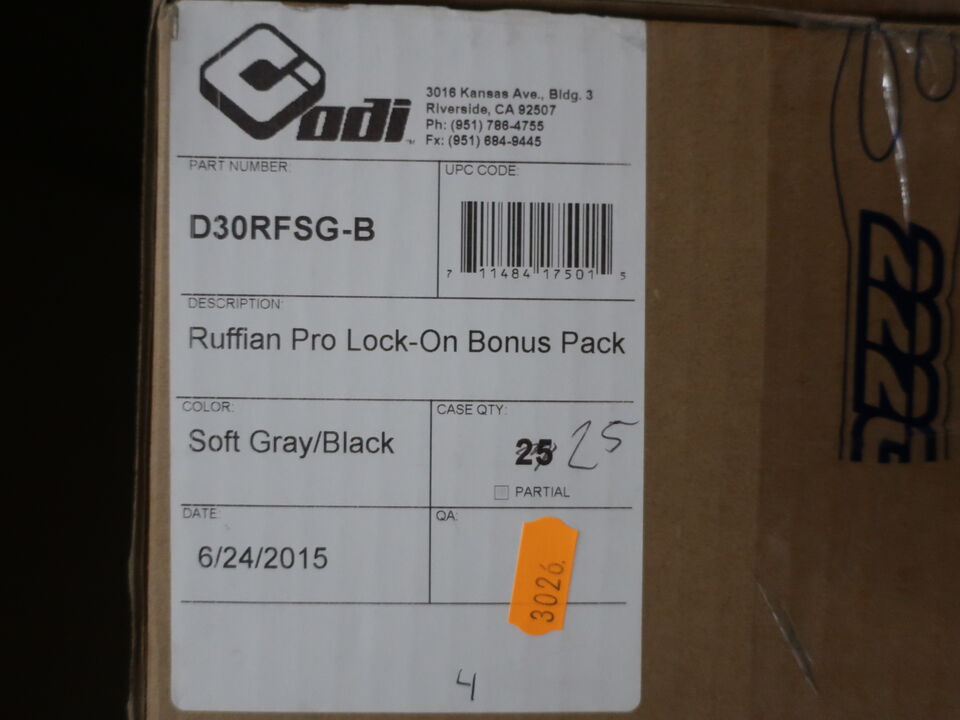 odi
™
3016 Kansas Ave., Bldg. 3
Riverside, CA 92507
Ph: (951) 786-4755
Fx: (951) 684-9445
PART NUMBER:
D30RFSG-B
UPC CODE:
7 11484 17501 5
DESCRIPTION:
Ruffian Pro Lock-On Bonus Pack
COLOR:
Soft Gray/Black
CASE QTY:
25 25
PARTIAL
DATE:
6/24/2015
QA:
3026.
4